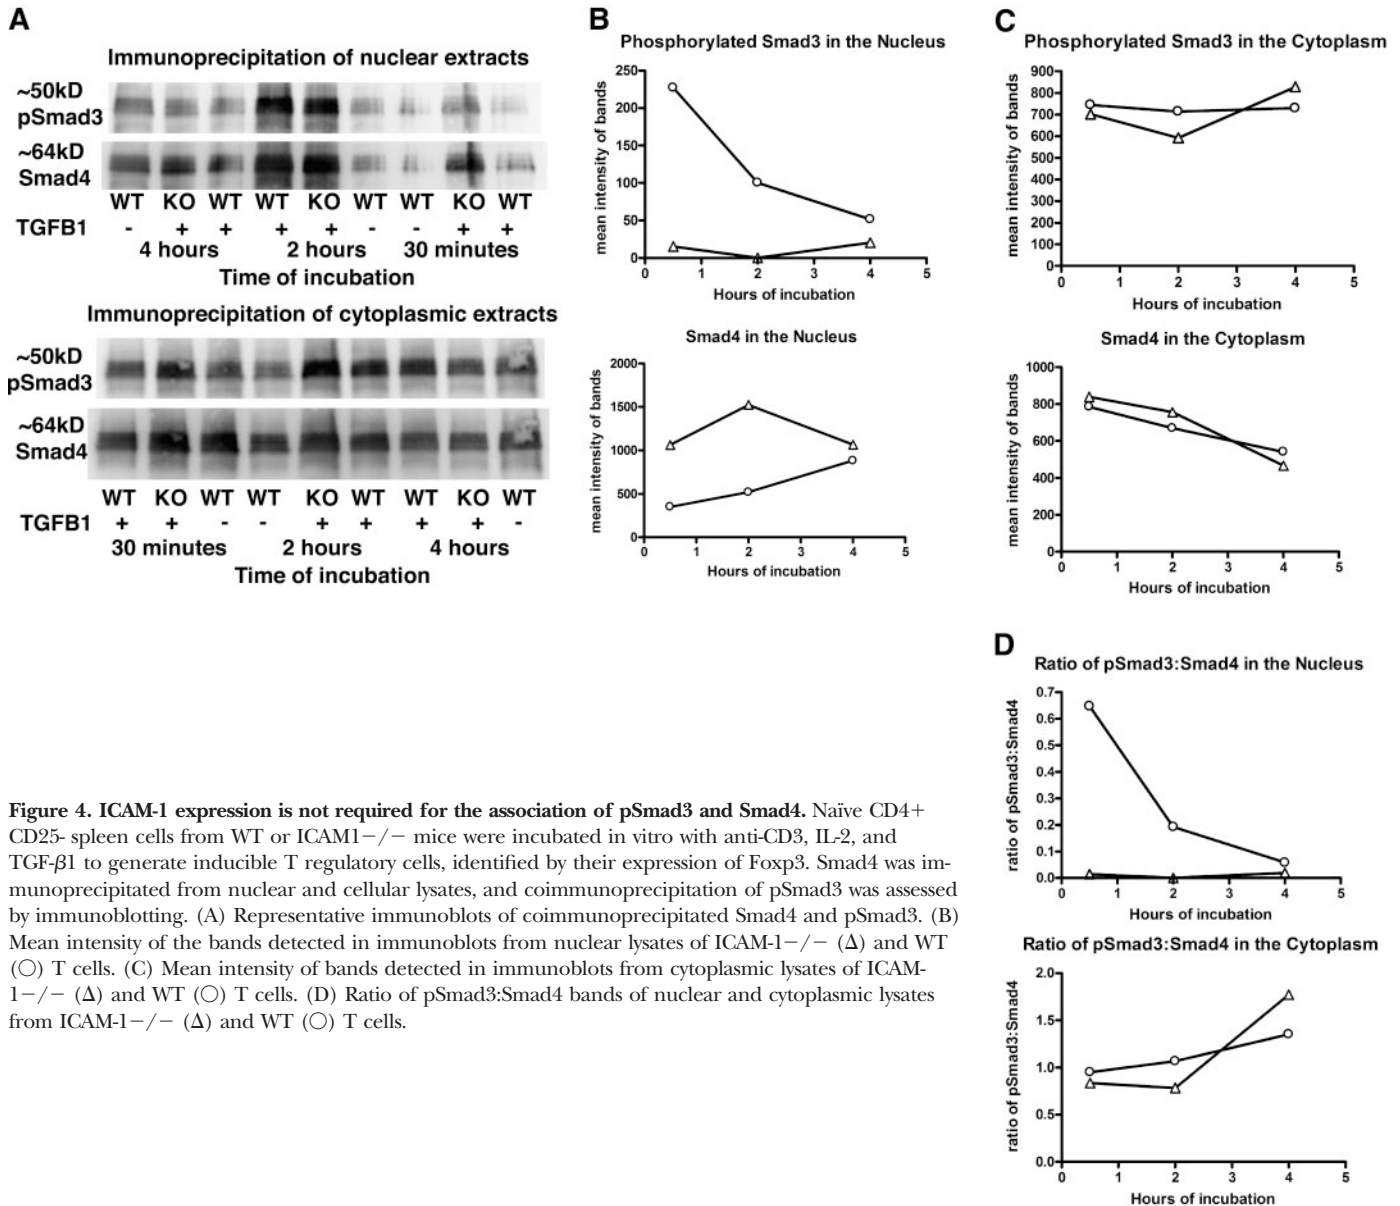 A
Immunoprecipitation of nuclear extracts
~50kD
pSmad3
~64kD
Smad4
WT KO WT WT KO WT WT KO WT
TGFB1 - + + + + - - + +
4 hours 2 hours 30 minutes
Time of incubation
Immunoprecipitation of cytoplasmic extracts
~50kD
pSmad3
~64kD
Smad4
WT KO WT WT KO WT WT KO WT
TGFB1 + + - - + + + + -
30 minutes 2 hours 4 hours
Time of incubation
B
Phosphorylated Smad3 in the Nucleus
mean intensity of bands
250
200
150
100
50
0
0 1 2 3 4 5
Hours of incubation
Smad4 in the Nucleus
mean intensity of bands
2000
1500
1000
500
0
0 1 2 3 4 5
Hours of incubation
C
Phosphorylated Smad3 in the Cytoplasm
mean intensity of bands
900
800
700
600
500
400
300
200
100
0
0 1 2 3 4 5
Hours of incubation
Smad4 in the Cytoplasm
mean intensity of bands
1000
800
600
400
200
0
0 1 2 3 4 5
Hours of incubation
D
Ratio of pSmad3:Smad4 in the Nucleus
ratio of pSmad3:Smad4
0.7
0.6
0.5
0.4
0.3
0.2
0.1
0.0
0 1 2 3 4 5
Hours of incubation
Ratio of pSmad3:Smad4 in the Cytoplasm
ratio of pSmad3:Smad4
2.0
1.5
1.0
0.5
0.0
0 1 2 3 4 5
Hours of incubation
Figure 4. ICAM-1 expression is not required for the association of pSmad3 and Smad4. Naïve CD4+
CD25- spleen cells from WT or ICAM1−/− mice were incubated in vitro with anti-CD3, IL-2, and
TGF-β1 to generate inducible T regulatory cells, identified by their expression of Foxp3. Smad4 was im-
munoprecipitated from nuclear and cellular lysates, and coimmunoprecipitation of pSmad3 was assessed
by immunoblotting. (A) Representative immunoblots of coimmunoprecipitated Smad4 and pSmad3. (B)
Mean intensity of the bands detected in immunoblots from nuclear lysates of ICAM-1−/− (Δ) and WT
(○) T cells. (C) Mean intensity of bands detected in immunoblots from cytoplasmic lysates of ICAM-
1−/− (Δ) and WT (○) T cells. (D) Ratio of pSmad3:Smad4 bands of nuclear and cytoplasmic lysates
from ICAM-1−/− (Δ) and WT (○) T cells.